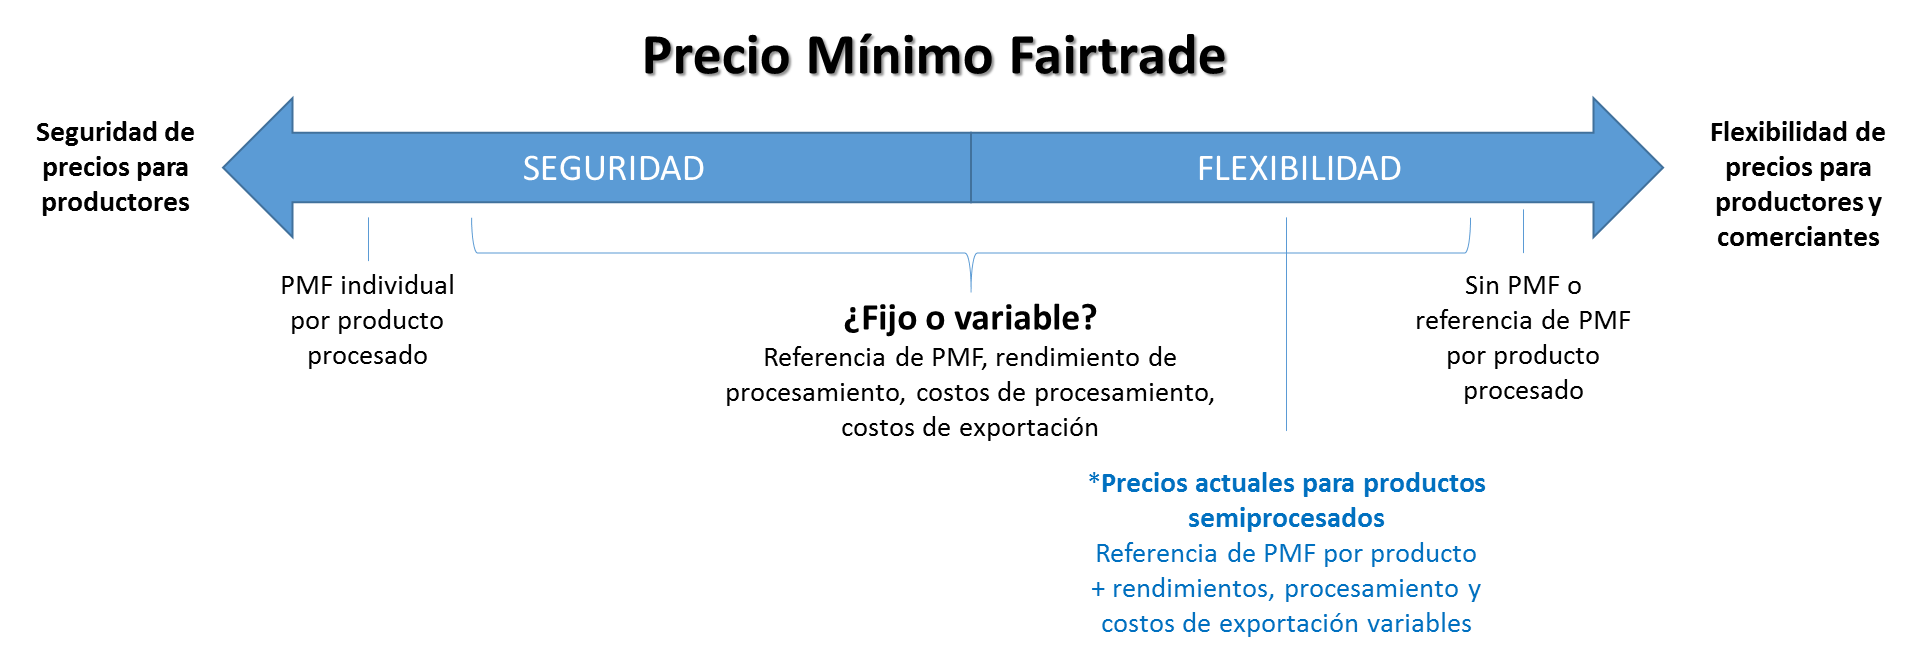 Precio Mínimo Fairtrade
Seguridad de
precios para
productores
SEGURIDAD
FLEXIBILIDAD
Flexibilidad de
precios para
productores y
comerciantes
PMF individual
por producto
procesado
¿Fijo o variable?
Referencia de PMF, rendimiento de
procesamiento, costos de procesamiento,
costos de exportación
Sin PMF o
referencia de PMF
por producto
procesado
*Precios actuales para productos
semiprocesados
Referencia de PMF por producto
+ rendimientos, procesamiento y
costos de exportación variables